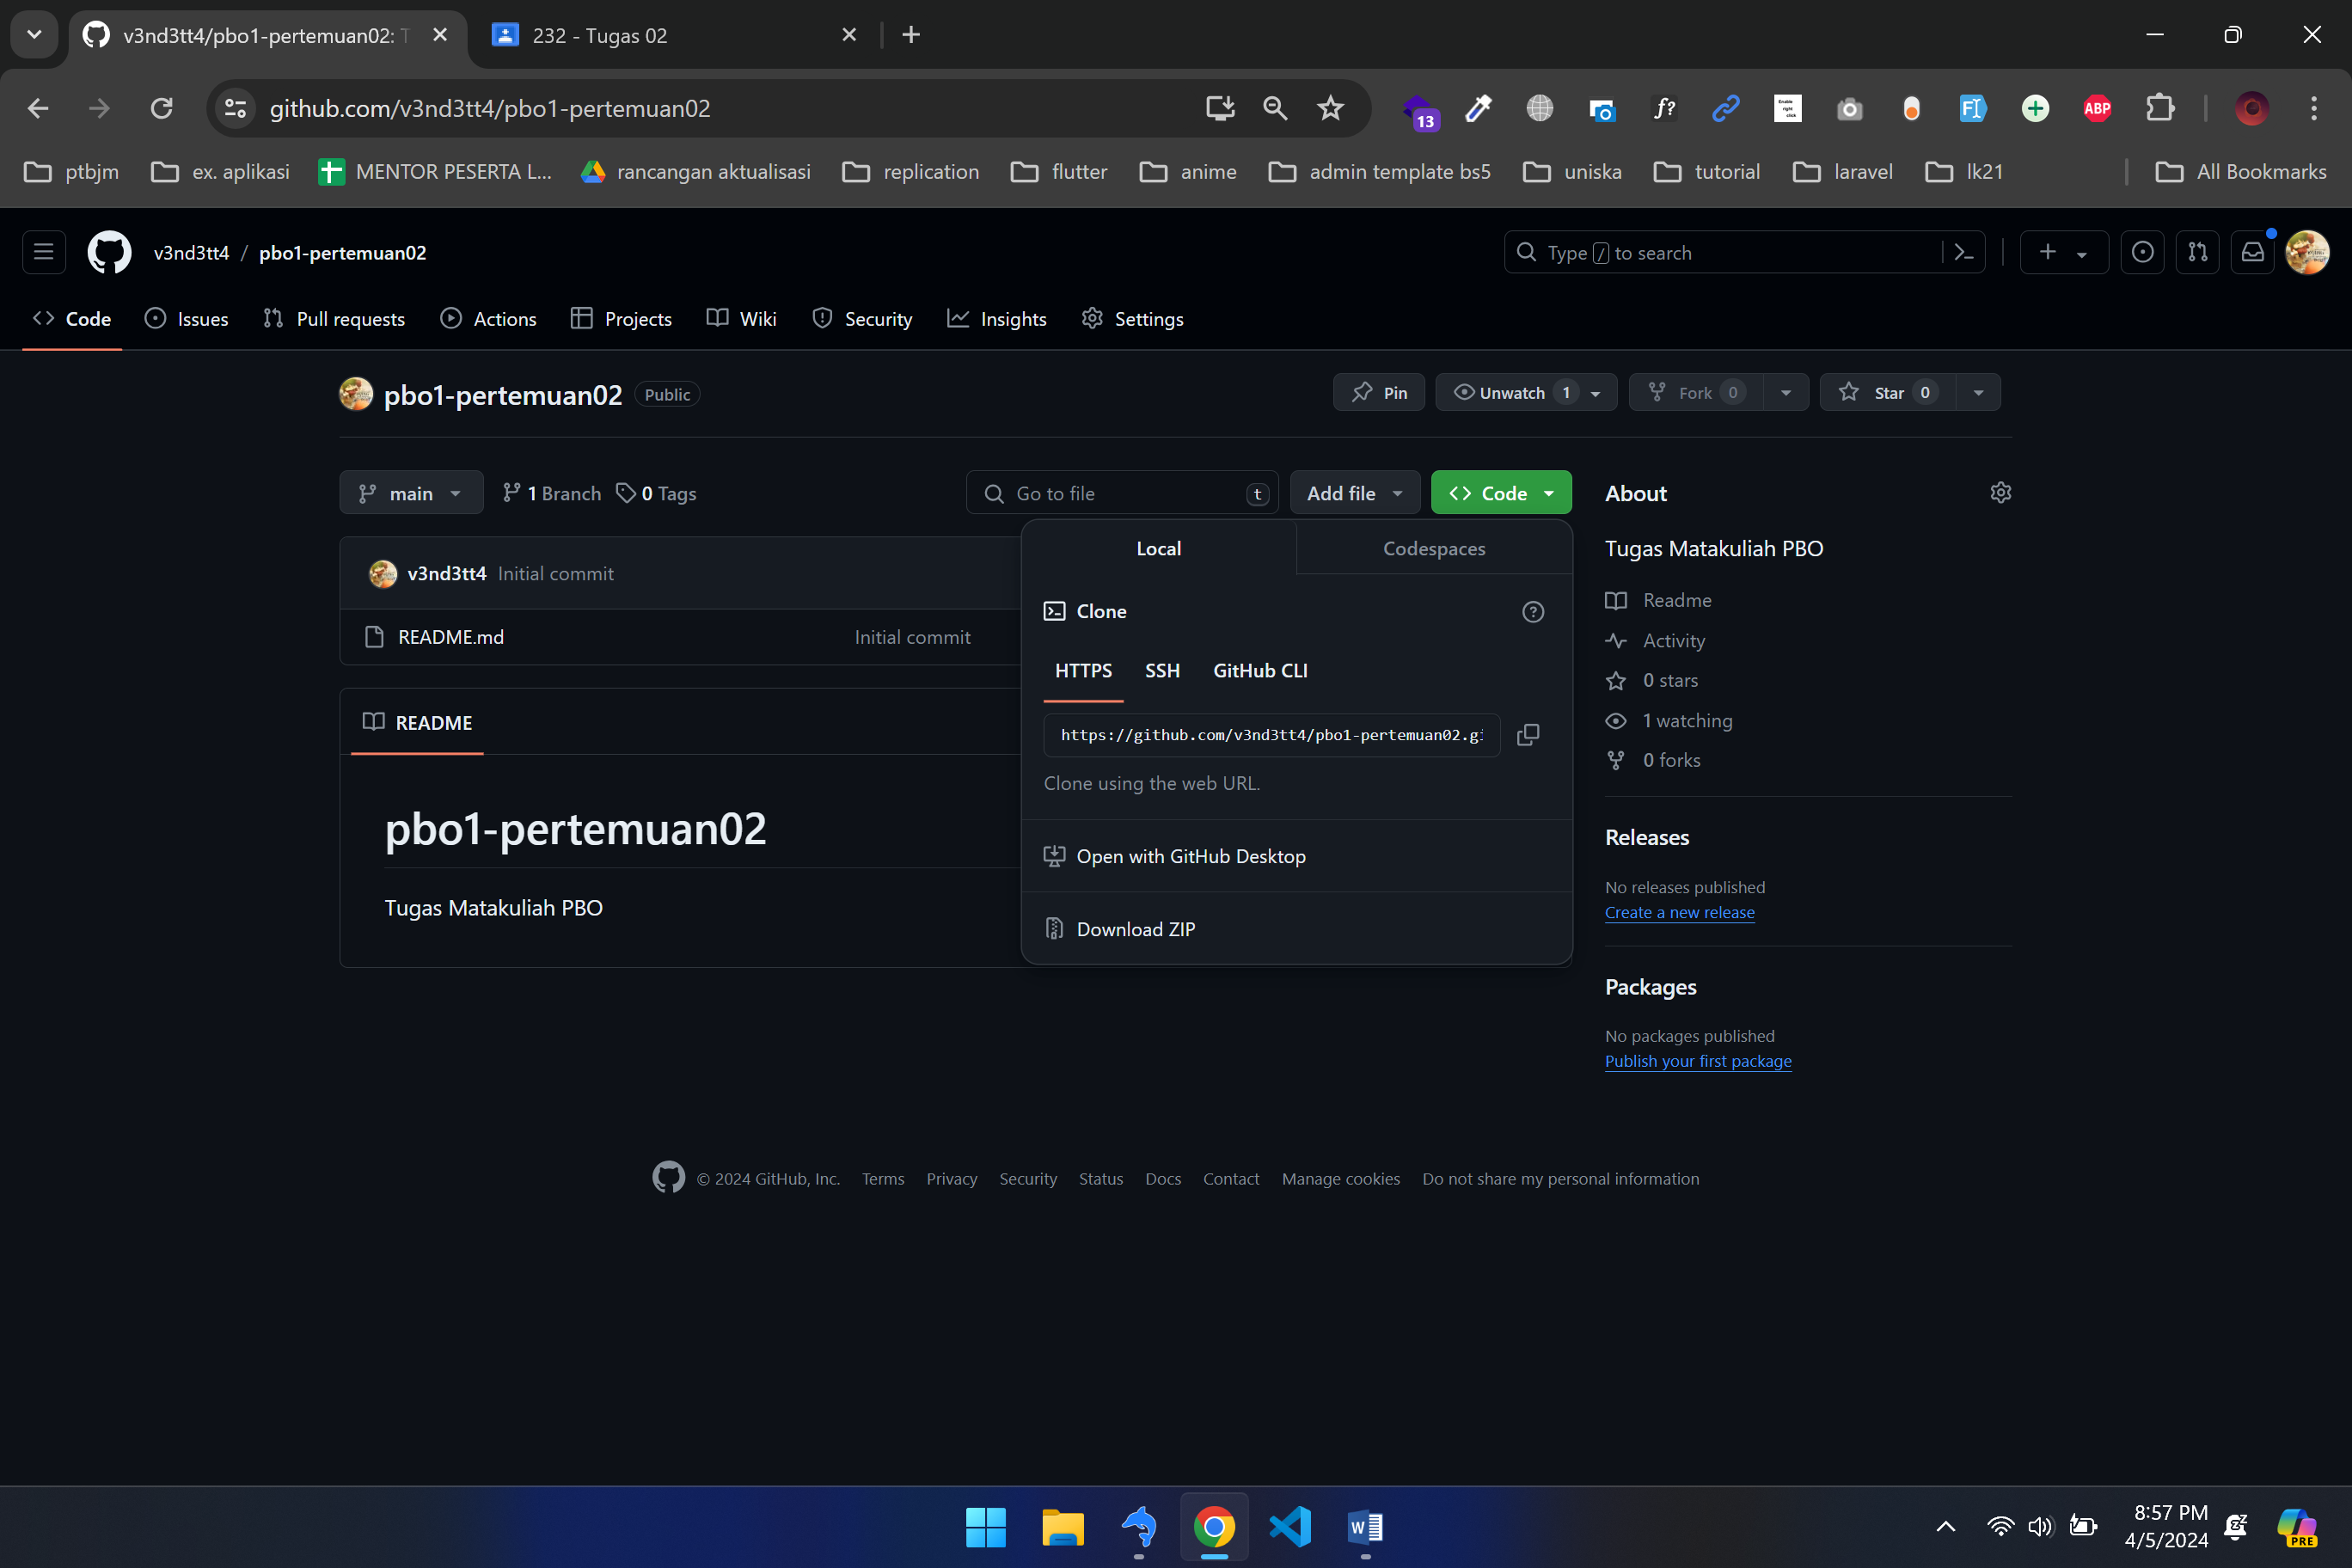 v3nd3tt4/pbo1-pertemuan02: T
232 - Tugas 02
github.com/v3nd3tt4/pbo1-pertemuan02
13
f?
Enable right click
FI
ABP
ptbjm
ex. aplikasi
MENTOR PESERTA L...
rancangan aktualisasi
replication
flutter
anime
admin template bs5
uniska
tutorial
laravel
lk21
All Bookmarks
v3nd3tt4 / pbo1-pertemuan02
Type / to search
Code
Issues
Pull requests
Actions
Projects
Wiki
Security
Insights
Settings
pbo1-pertemuan02
Public
Pin
Unwatch 1
Fork 0
Star 0
main
1 Branch
0 Tags
Go to file
t
Add file
Code
About
Local
Codespaces
Tugas Matakuliah PBO
v3nd3tt4 Initial commit
Clone
Readme
README.md
Initial commit
Activity
HTTPS
SSH
GitHub CLI
0 stars
README
1 watching
https://github.com/v3nd3tt4/pbo1-pertemuan02.gi
0 forks
Clone using the web URL.
pbo1-pertemuan02
Releases
Open with GitHub Desktop
No releases published
Tugas Matakuliah PBO
Create a new release
Download ZIP
Packages
No packages published
Publish your first package
© 2024 GitHub, Inc.
Terms
Privacy
Security
Status
Docs
Contact
Manage cookies
Do not share my personal information
W
8:57 PM
4/5/2024
PRE